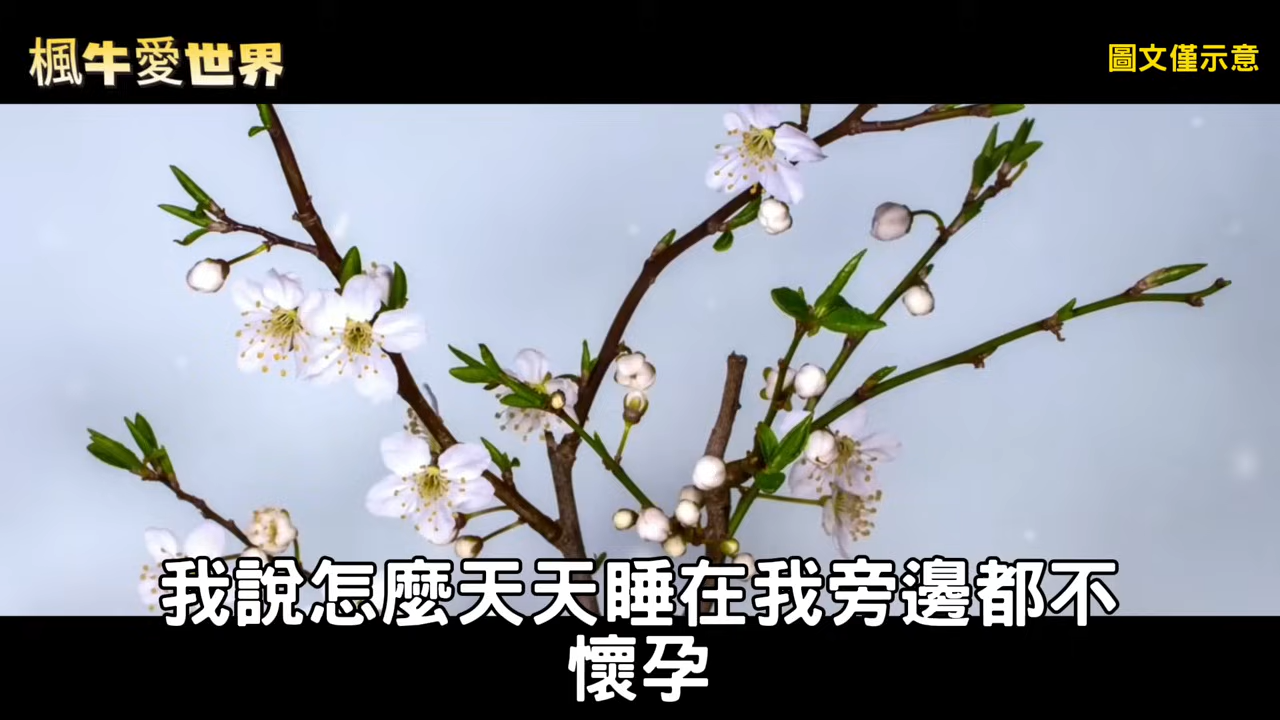 楓牛愛世界
圖文僅示意
我說怎麼天天睡在我旁邊都不
懷孕